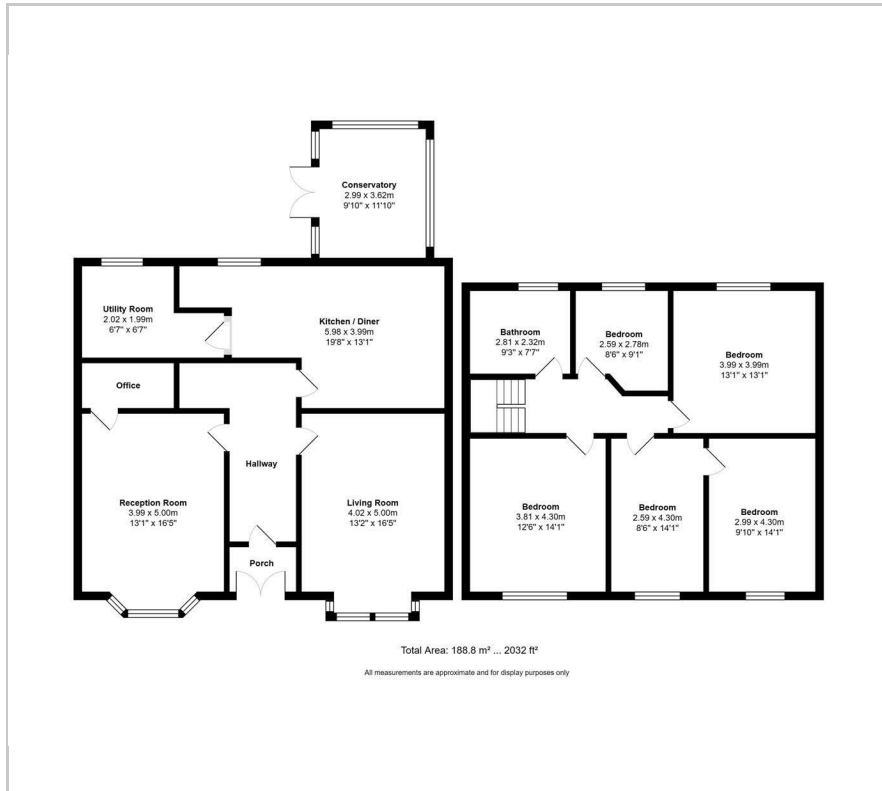 Conservatory
2.99 x 3.62m
9'10" x 11'10"
Utility Room
2.02 x 1.99m
6'7" x 6'7"
Kitchen / Diner
5.98 x 3.99m
19'8" x 13'1"
Office
Hallway
Reception Room
3.99 x 5.00m
13'1" x 16'5"
Living Room
4.02 x 5.00m
13'2" x 16'5"
Porch
Bathroom
2.81 x 2.32m
9'3" x 7'7"
Bedroom
2.59 x 2.78m
8'6" x 9'1"
Bedroom
3.99 x 3.99m
13'1" x 13'1"
Bedroom
3.81 x 4.30m
12'6" x 14'1"
Bedroom
2.59 x 4.30m
8'6" x 14'1"
Bedroom
2.99 x 4.30m
9'10" x 14'1"
Total Area: 188.8 m² ... 2032 ft²
All measurements are approximate and for display purposes only